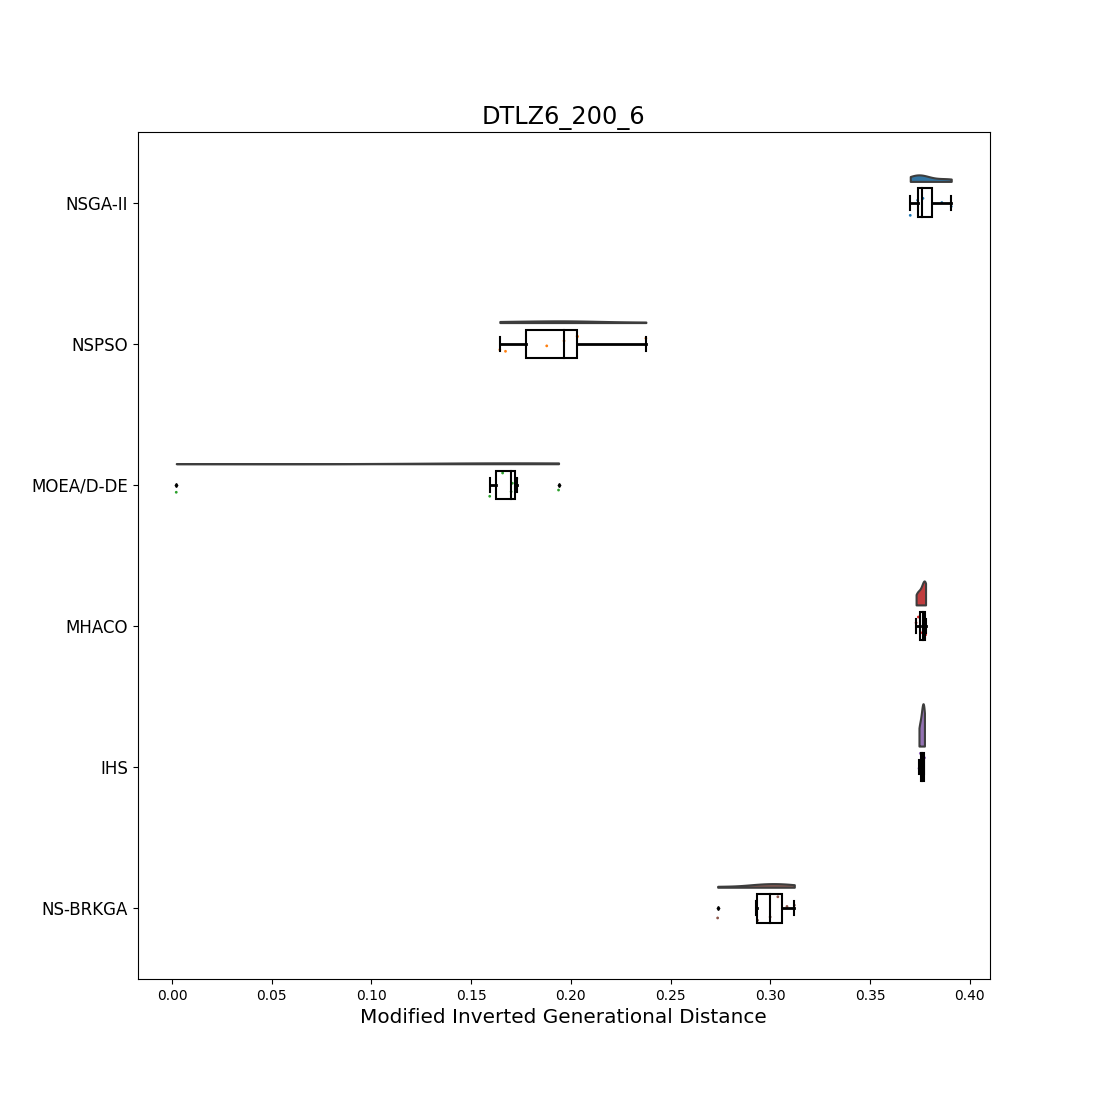 DTLZ6_200_6
NSGA-II
NSPSO
MOEA/D-DE
MHACO
IHS
NS-BRKGA
0.00 0.05 0.10 0.15 0.20 0.25 0.30 0.35 0.40
Modified Inverted Generational Distance